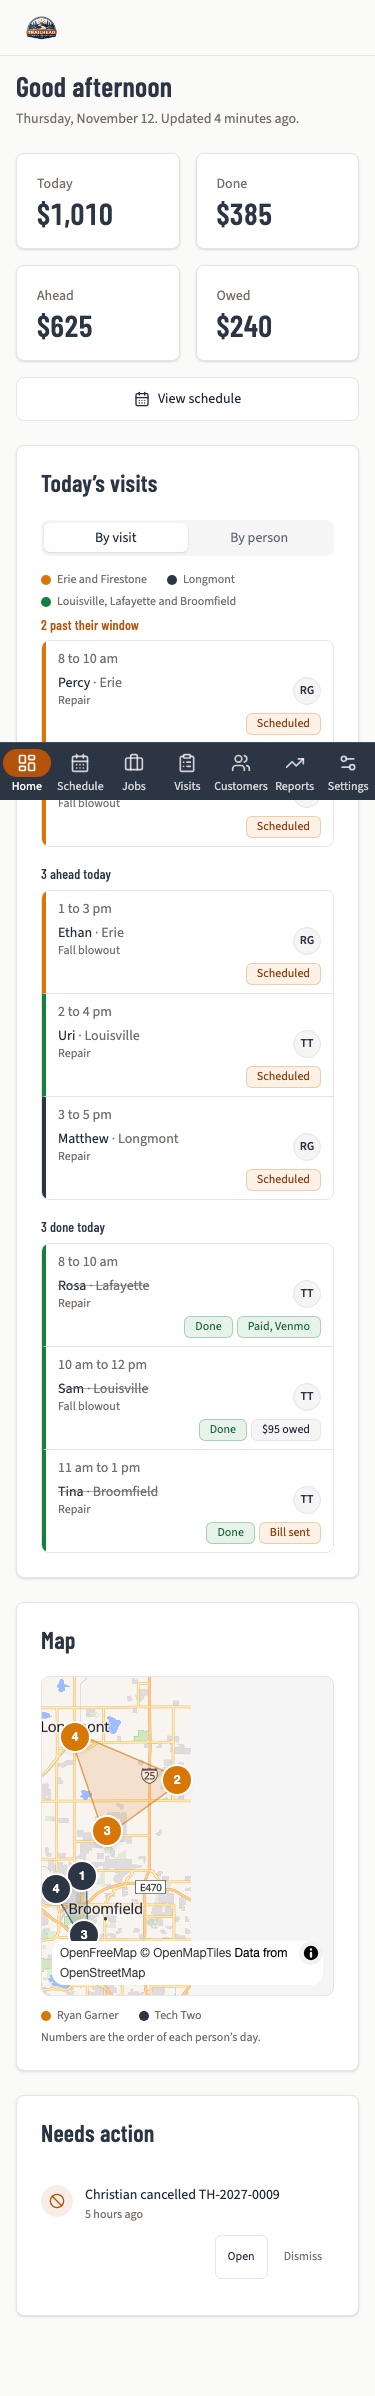 TRAILHEAD
Good afternoon
Thursday, November 12. Updated 4 minutes ago.
Today
$1,010
Done
$385
Ahead
$625
Owed
$240
View schedule
Today's visits
By visit
By person
Erie and Firestone
Longmont
Louisville, Lafayette and Broomfield
2 past their window
8 to 10 am
Percy · Erie
RG
Repair
Scheduled
Home
Schedule
Jobs
Visits
Customers
Reports
Settings
Fall blowout
Scheduled
3 ahead today
1 to 3 pm
Ethan · Erie
RG
Fall blowout
Scheduled
2 to 4 pm
Uri · Louisville
TT
Repair
Scheduled
3 to 5 pm
Matthew · Longmont
RG
Repair
Scheduled
3 done today
8 to 10 am
Rosa · Lafayette
TT
Repair
Done
Paid, Venmo
10 am to 12 pm
Sam · Louisville
TT
Fall blowout
Done
$95 owed
11 am to 1 pm
Tina · Broomfield
TT
Repair
Done
Bill sent
Map
4
25
2
3
1
4
E470
Broomfield
3
OpenFreeMap © OpenMapTiles Data from
OpenStreetMap
Ryan Garner
Tech Two
Numbers are the order of each person's day.
Needs action
Christian cancelled TH-2027-0009
5 hours ago
Open
Dismiss